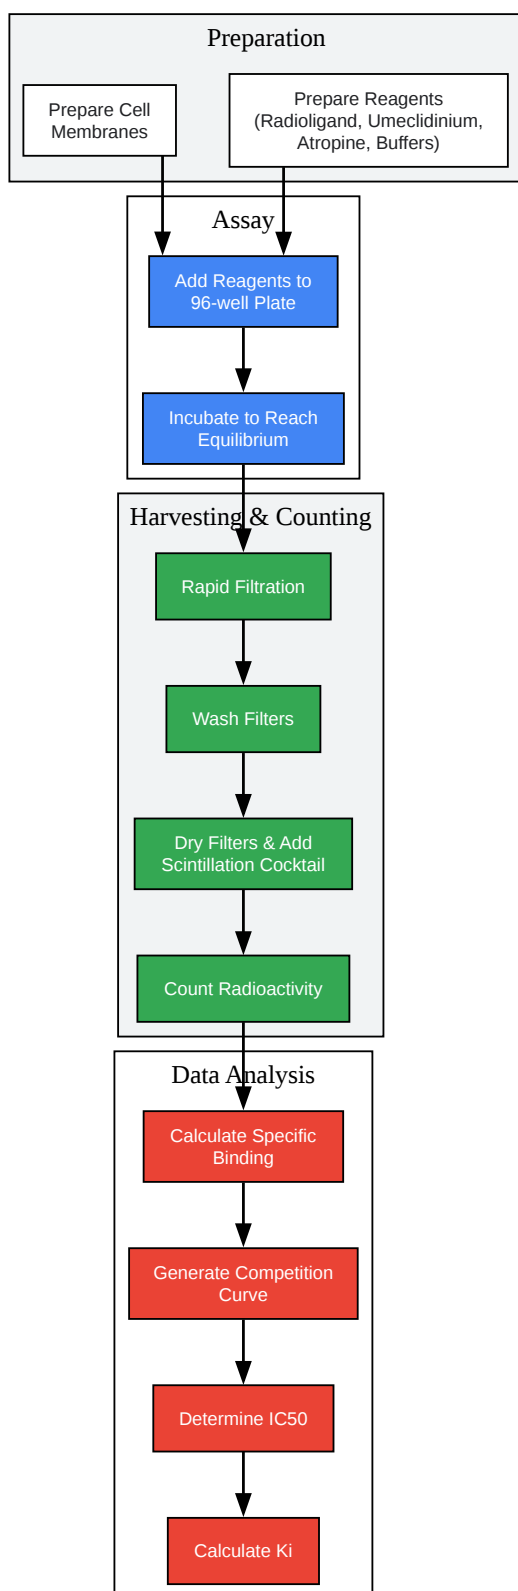 Preparation
Prepare Cell
Membranes
Prepare Reagents
(Radioligand, Umeclidinium,
Atropine, Buffers)
Assay
Add Reagents to
96-well Plate
Incubate to Reach
Equilibrium
Harvesting & Counting
Rapid Filtration
Wash Filters
Dry Filters & Add
Scintillation Cocktail
Count Radioactivity
Data Analysis
Calculate Specific
Binding
Generate Competition
Curve
Determine IC50
Calculate Ki